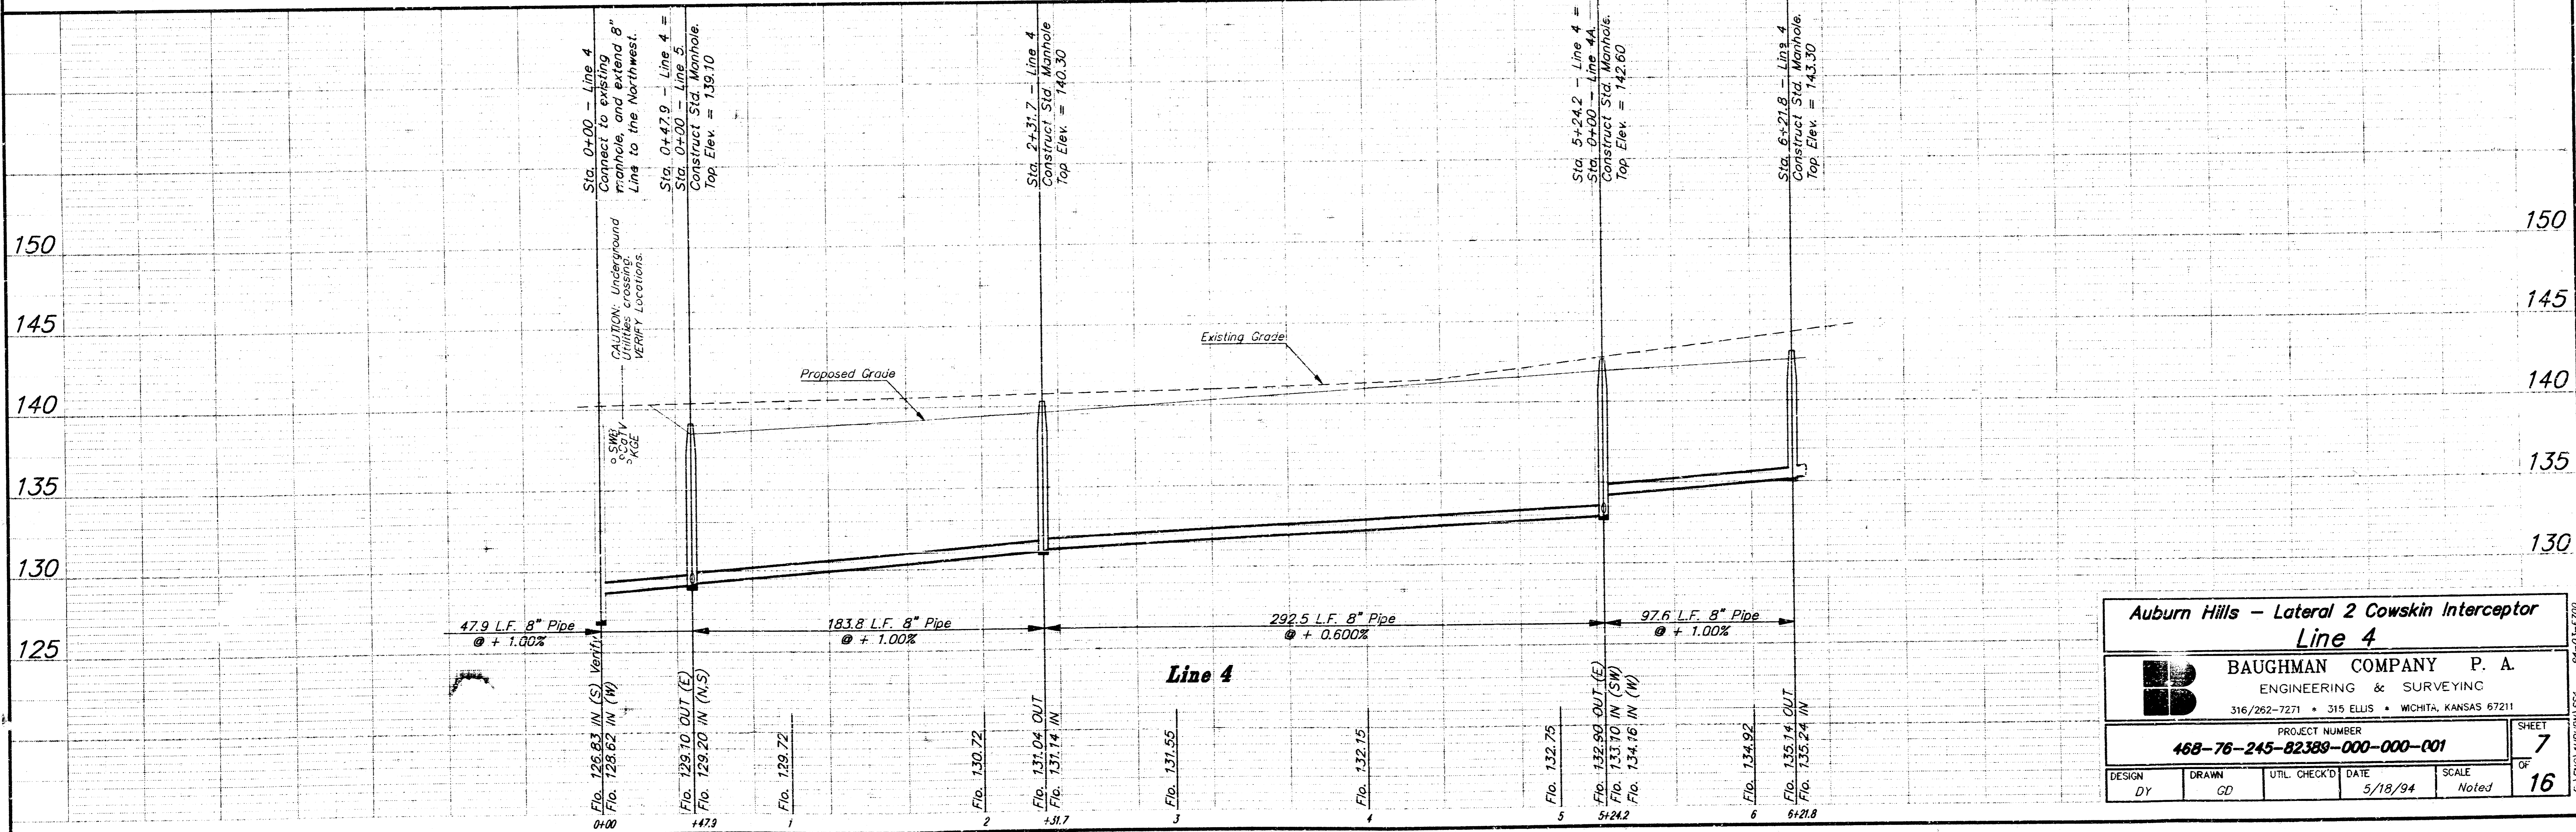 Sta. 0+00 - Line 4
Connect to existing
manhole, and extend 8"
Line to the Northwest.
Sta. 0+47.9 - Line 4 =
Sta. 0+00 - Line 5.
Construct Std. Manhole.
Top Elev. = 139.10
Sta. 2+31.7 - Line 4
Construct Std. Manhole
Top Elev. = 140.30
Sta. 5+24.2 - Line 4 =
Sta. 0+00 - Line 4A.
Construct Std. Manhole.
Top Elev. = 142.60
Sta. 6+21.8 - Line 4
Construct Std. Manhole.
Top Elev. = 143.30
CAUTION: Underground
Utilities crossing.
VERIFY Locations.
150
150
145
145
140
140
135
135
130
130
125
SWB
CATV
KGE
Proposed Grade
Existing Grade
47.9 L.F. 8" Pipe
@ + 1.00%
183.8 L.F. 8" Pipe
@ + 1.00%
292.5 L.F. 8" Pipe
@ + 0.600%
97.6 L.F. 8" Pipe
@ + 1.00%
Line 4
Flo. 126.83 IN (S) Verify
Flo. 128.62 IN (W)
Flo. 129.10 OUT (E)
Flo. 129.20 IN (N,S)
Flo. 129.72
Flo. 130.72
Flo. 131.04 OUT
Flo. 131.14 IN
Flo. 131.55
Flo. 132.15
Flo. 132.75
Flo. 132.90 OUT (E)
Flo. 133.10 IN (SW)
Flo. 134.16 IN (W)
Flo. 134.92
Flo. 135.14 OUT
Flo. 135.24 IN
0+00
+47.9
1
2
+31.7
3
4
5
5+24.2
6
6+21.8
Auburn Hills - Lateral 2 Cowskin Interceptor
Line 4
BAUGHMAN COMPANY P. A.
ENGINEERING & SURVEYING
316/262-7271 • 315 ELLIS • WICHITA, KANSAS 67211
PROJECT NUMBER
468-76-245-82389-000-000-001
SHEET
7
OF
16
DESIGN
DY
DRAWN
GD
UTIL. CHECK'D
DATE
5/18/94
SCALE
Noted